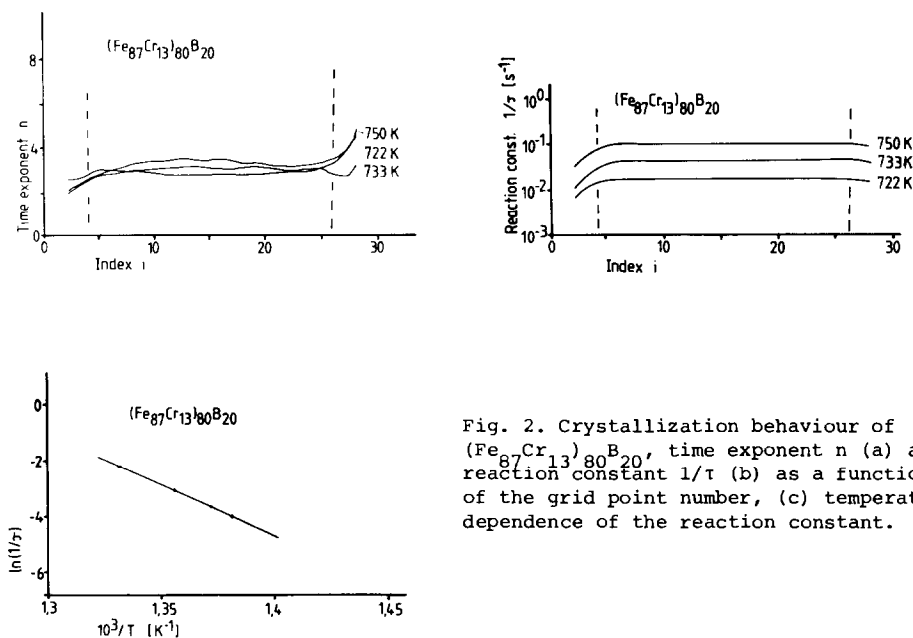 (Fe87Cr13)80B20
8
4
0
Time exponent n
750 K
722 K
733 K
0 10 20 30
Index i
(Fe87Cr13)80B20
Reaction const. 1/τ [s⁻¹]
10⁰
10⁻¹
10⁻²
10⁻³
750 K
733 K
722 K
0 10 20 30
Index i
(Fe87Cr13)80B20
0
-2
-4
-6
ln(1/τ)
1,3 1,35 1,4 1,45
10³/T [K⁻¹]
Fig. 2. Crystallization behaviour of
(Fe87Cr13)80B20, time exponent n (a) a
reaction constant 1/τ (b) as a functio
of the grid point number, (c) temperat
dependence of the reaction constant.